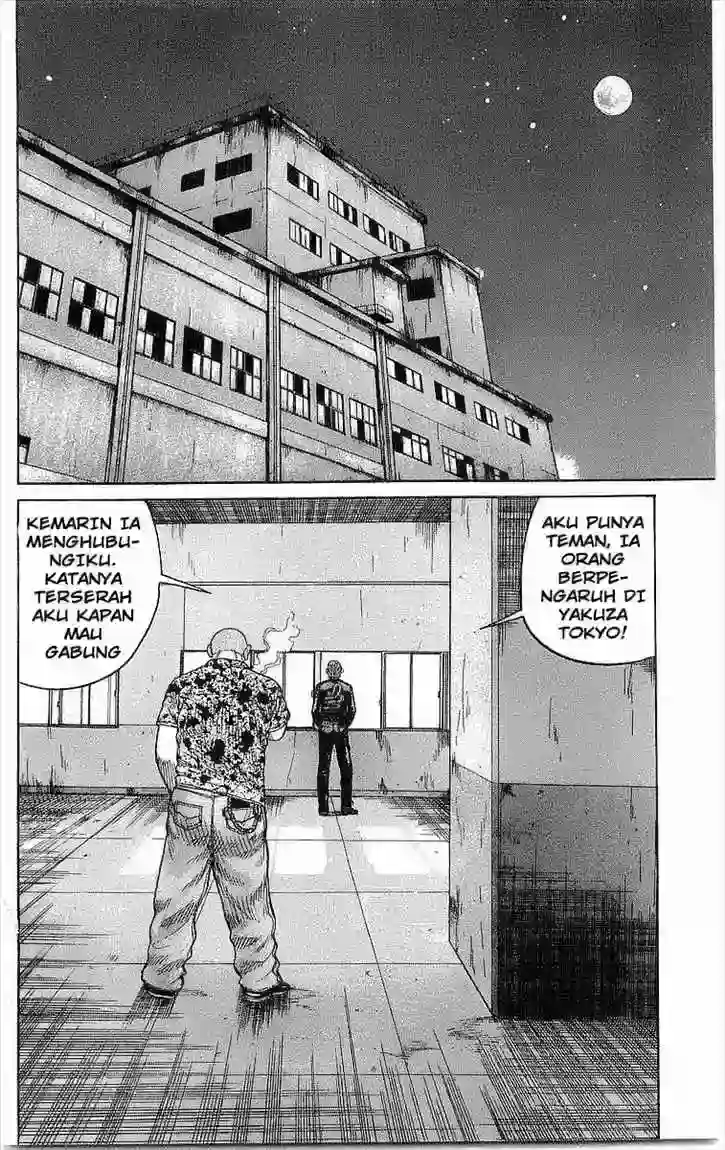 AKU PUNYA
TEMAN, IA
ORANG
BERPE-
NGARUH DI
YAKUZA
TOKYO!
KEMARIN IA
MENGHUBU-
NGIKU.
KATANYA
TERSERAH
AKU KAPAN
MAU
GABUNG